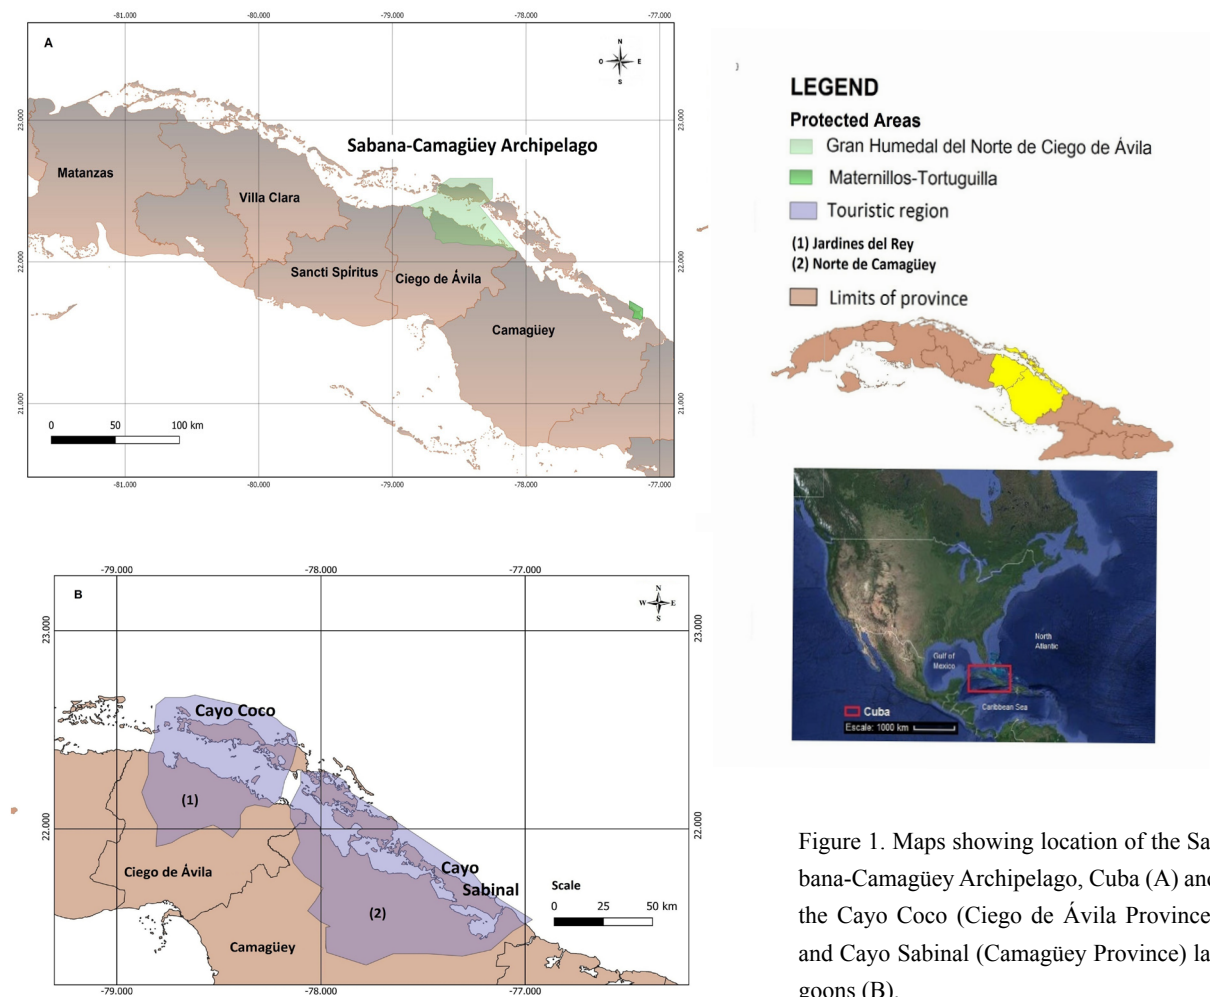 -81.000 -80.000 -79.000 -78.000 -77.000
A
N
O E
S
23.000 23.000
Sabana-Camagüey Archipelago
Matanzas
Villa Clara
Sancti Spíritus
Ciego de Ávila
22.000 22.000
Camagüey
21.000 21.000
0 50 100 km
-81.000 -80.000 -79.000 -78.000 -77.000
LEGEND
Protected Areas
Gran Humedal del Norte de Ciego de Ávila
Maternillos-Tortuguilla
Touristic region
(1) Jardines del Rey
(2) Norte de Camagüey
Limits of province
North
Atlantic
Gulf of
Mexico
Caribbean Sea
Cuba
Escale: 1000 km
-79.000 -78.000 -77.000
B
N
W E
S
23.000 23.000
Cayo Coco
(1)
22.000 22.000
Ciego de Ávila
Cayo
Sabinal
(2)
Camagüey
Scale
0 25 50 km
-79.000 -78.000 -77.000
Figure 1. Maps showing location of the Sa
bana-Camagüey Archipelago, Cuba (A) and
the Cayo Coco (Ciego de Ávila Province
and Cayo Sabinal (Camagüey Province) la
goons (B).